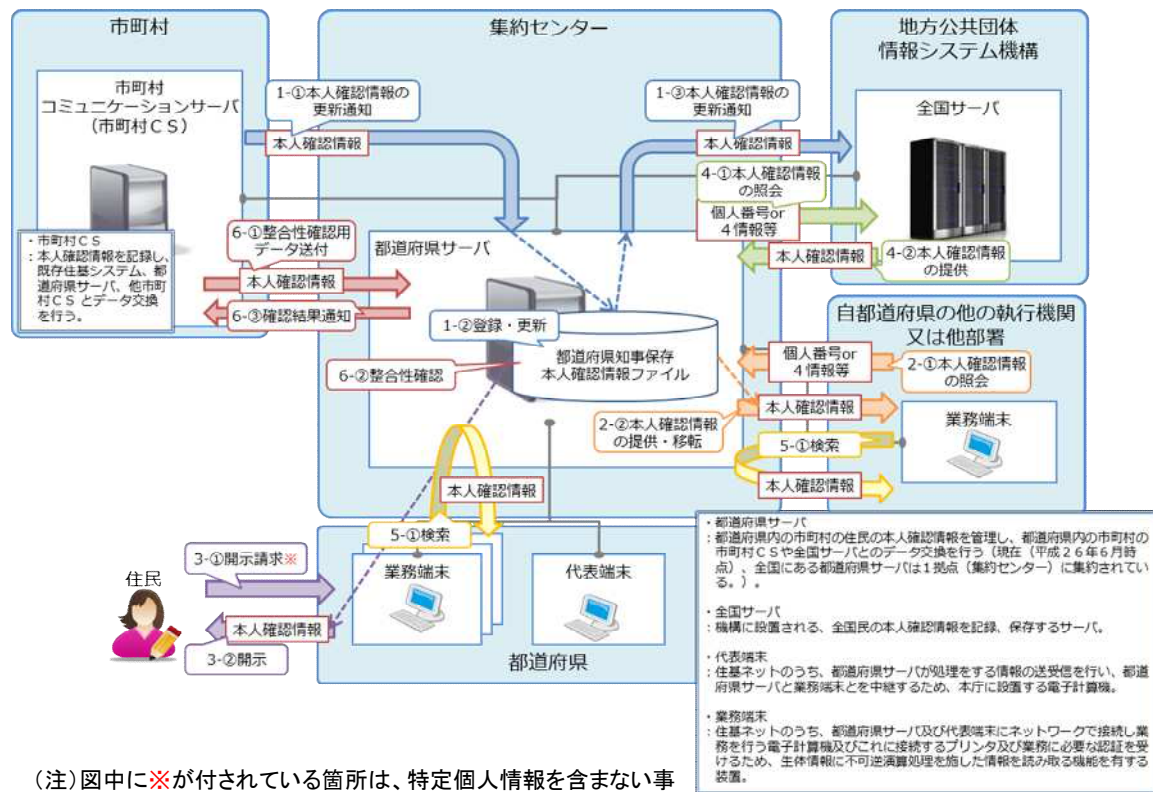 市町村
集約センター
地方公共団体
情報システム機構
市町村
コミュニケーションサーバ
（市町村ＣＳ）
1-①本人確認情報の
更新通知
本人確認情報
1-③本人確認情報の
更新通知
本人確認情報
全国サーバ
4-①本人確認情報
の照会
個人番号or
４情報等
本人確認情報
4-②本人確認情報
の提供
・市町村ＣＳ
：本人確認情報を記録し、
既存住基システム、都
道府県サーバ、他市町
村ＣＳ とデータ交換
を行う。
6-①整合性確認用
データ送付
本人確認情報
6-③確認結果通知
都道府県サーバ
1-②登録・更新
都道府県知事保存
本人確認情報ファイル
6-②整合性確認
自都道府県の他の執行機関
又は他部署
個人番号or
４情報等
2-①本人確認情報
の照会
本人確認情報
2-②本人確認情報
の提供・移転
業務端末
5-①検索
本人確認情報
本人確認情報
5-①検索
3-①開示請求※
住民
本人確認情報
3-②開示
業務端末
代表端末
都道府県
・都道府県サーバ
：都道府県内の市町村の住民の本人確認情報を管理し、都道府県内の市町村の
市町村ＣＳや全国サーバとのデータ交換を行う（現在（平成２６年６月時
点）、全国にある都道府県サーバは１拠点（集約センター）に集約されてい
る。）。
・全国サーバ
：機構に設置される、全国民の本人確認情報を記録、保存するサーバ。
・代表端末
：住基ネットのうち、都道府県サーバが処理をする情報の送受信を行い、都道
府県サーバと業務端末とを中継するため、本庁に設置する電子計算機。
・業務端末
：住基ネットのうち、都道府県サーバ及び代表端末にネットワークで接続し業
務を行う電子計算機及びこれに接続するプリンタ及び業務に必要な認証を受
けるため、生体情報に不可逆演算処理を施した情報を読み取る機能を有する
装置。
（注）図中に※が付されている箇所は、特定個人情報を含まない事